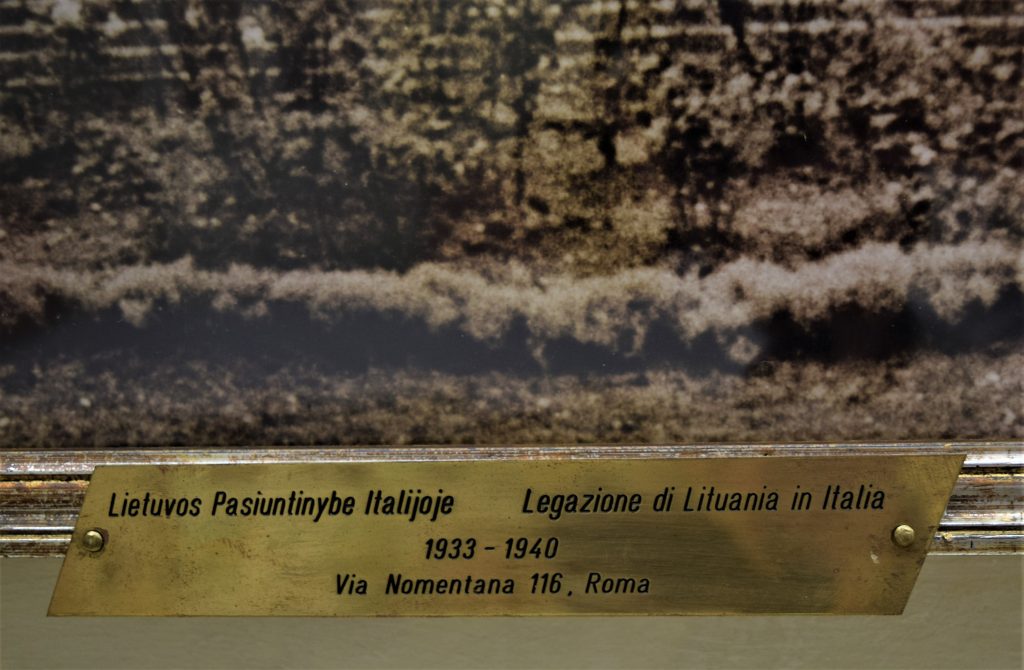 Lietuvos Pasiuntinybe Italijoje Legazione di Lituania in Italia
1933 - 1940
Via Nomentana 116, Roma